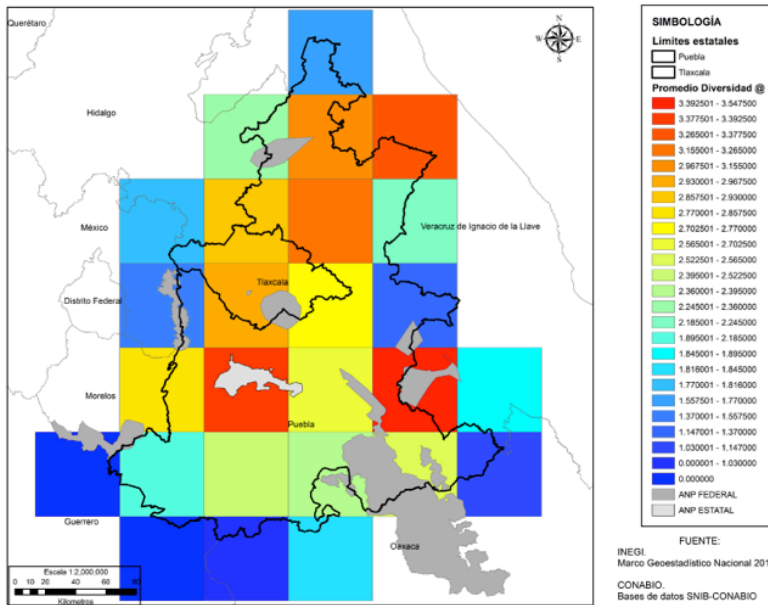 Querétaro
Hidalgo
México
Distrito Federal
Morelos
Guerrero
Tlaxcala
Puebla
Veracruz de Ignacio de la Llave
Oaxaca
N
W E
S
Escala 1:2,000,000
0 10 20 40 60 80
Kilometros
SIMBOLOGÍA
Límites estatales
Puebla
Tlaxcala
Promedio Diversidad @
3.392501 - 3.547500
3.377501 - 3.392500
3.265001 - 3.377500
3.155001 - 3.265000
2.967501 - 3.155000
2.930001 - 2.967500
2.857501 - 2.930000
2.770001 - 2.857500
2.702501 - 2.770000
2.565001 - 2.702500
2.522501 - 2.565000
2.395001 - 2.522500
2.360001 - 2.395000
2.245001 - 2.360000
2.185001 - 2.245000
1.895001 - 2.185000
1.845001 - 1.895000
1.816001 - 1.845000
1.770001 - 1.816000
1.557501 - 1.770000
1.370001 - 1.557500
1.147001 - 1.370000
1.030001 - 1.147000
0.000001 - 1.030000
0.000000
ANP FEDERAL
ANP ESTATAL
FUENTE:
INEGI.
Marco Geoestadístico Nacional 201
CONABIO.
Bases de datos SNIB-CONABIO